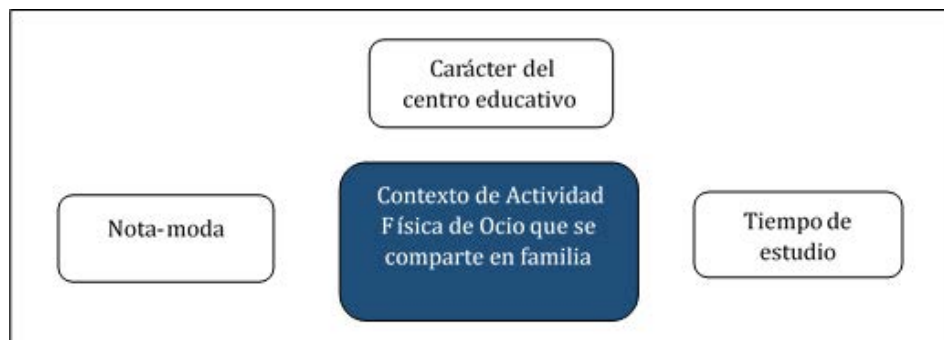 Carácter del
centro educativo
Contexto de Actividad
Física de Ocio que se
comparte en familia
Nota-moda
Tiempo de
estudio